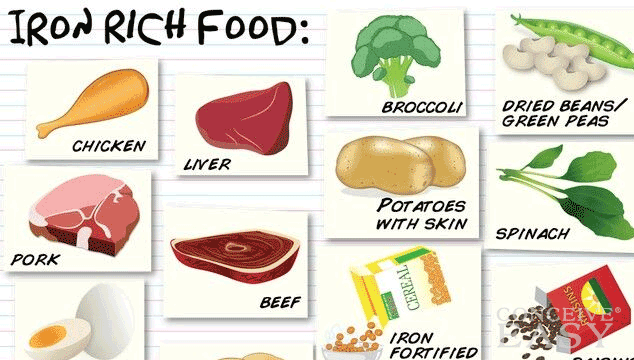 IRON RICH FOOD:
CHICKEN
LIVER
BROCCOLI
DRIED BEANS/
GREEN PEAS
PORK
BEEF
POTATOES
WITH SKIN
SPINACH
CEREAL
IRON
FORTIFIED
RAISINS
CONCEIVE
EASY